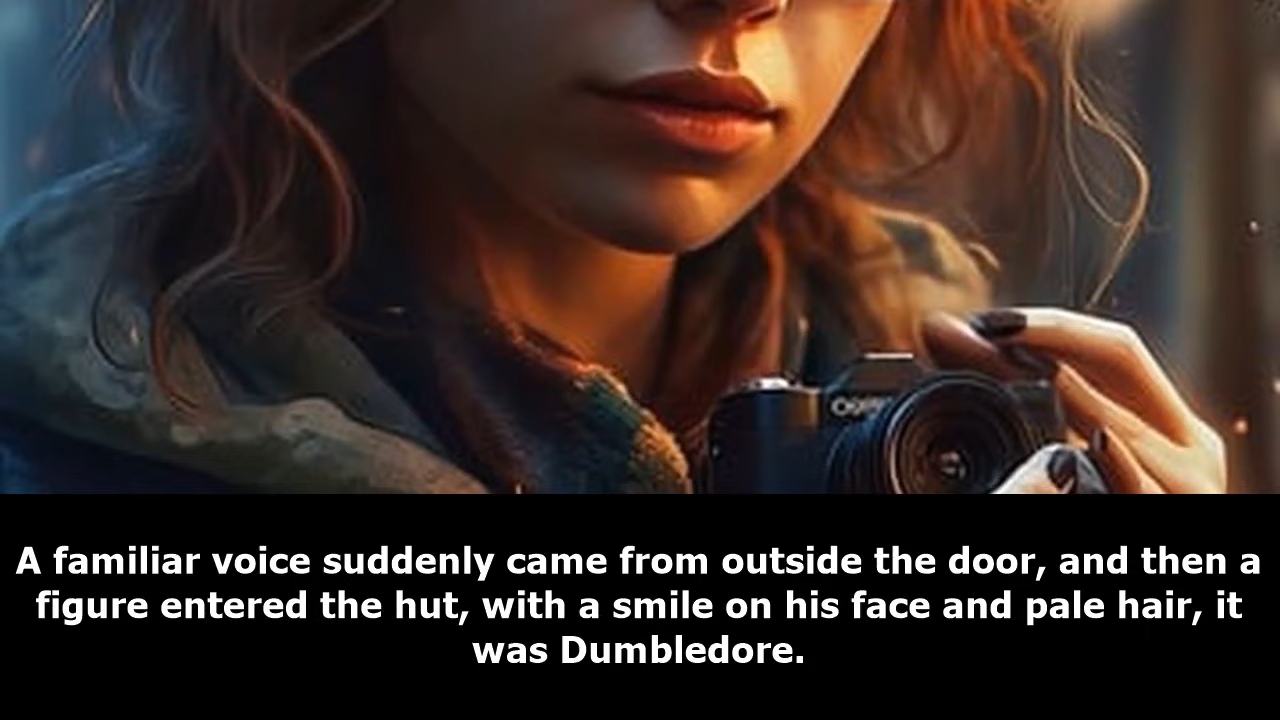 A familiar voice suddenly came from outside the door, and then a
figure entered the hut, with a smile on his face and pale hair, it
was Dumbledore.